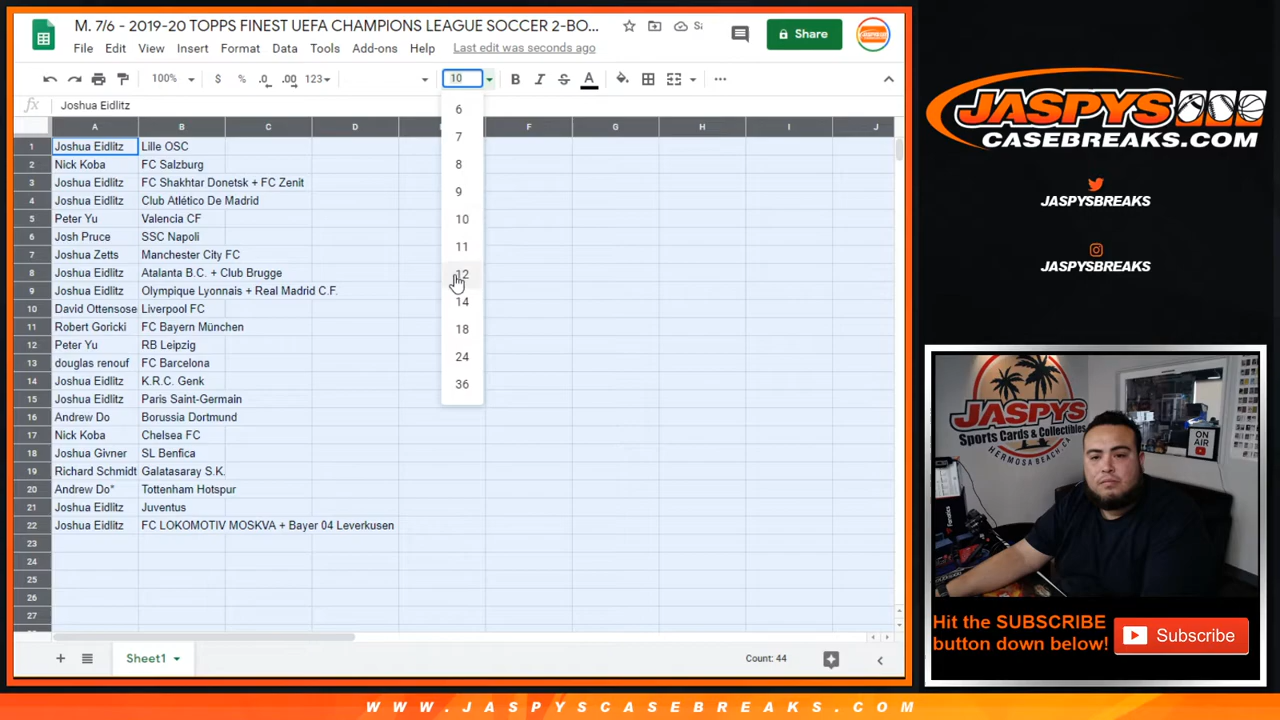 M. 7/6 - 2019-20 TOPPS FINEST UEFA CHAMPIONS LEAGUE SOCCER 2-BO...
Si
Share
File Edit View Insert Format Data Tools Add-ons Help Last edit was seconds ago
100% $ % .0 .00 123 10 B I S A
fx Joshua Eidlitz
A B C D F G H I J
1 Joshua Eidlitz Lille OSC
2 Nick Koba FC Salzburg
3 Joshua Eidlitz FC Shakhtar Donetsk + FC Zenit
4 Joshua Eidlitz Club Atlético De Madrid
5 Peter Yu Valencia CF
6 Josh Pruce SSC Napoli
7 Joshua Zetts Manchester City FC
8 Joshua Eidlitz Atalanta B.C. + Club Brugge
9 Joshua Eidlitz Olympique Lyonnais + Real Madrid C.F.
10 David Ottensose Liverpool FC
11 Robert Goricki FC Bayern München
12 Peter Yu RB Leipzig
13 douglas renouf FC Barcelona
14 Joshua Eidlitz K.R.C. Genk
15 Joshua Eidlitz Paris Saint-Germain
16 Andrew Do Borussia Dortmund
17 Nick Koba Chelsea FC
18 Joshua Givner SL Benfica
19 Richard Schmidt Galatasaray S.K.
20 Andrew Do* Tottenham Hotspur
21 Joshua Eidlitz Juventus
22 Joshua Eidlitz FC LOKOMOTIV MOSKVA + Bayer 04 Leverkusen
23
24
25
26
27
6
7
8
9
10
11
12
14
18
24
36
Sheet1
Count: 44
JASPYS
CASEBREAKS.COM
JASPYSBREAKS
JASPYSBREAKS
JASPYS
Sports Cards & Collectibles
HERMOSA BEACH, CA
ON
AIR
Fanatics
Hit the SUBSCRIBE
button down below!
Subscribe
WWW.JASPYSCASEBREAKS.COM